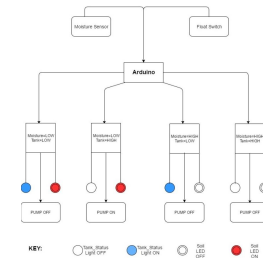 Moisture Sensor
Float Switch
Arduino
Moisture=LOW
Tank=LOW
Moisture=LOW
Tank=HIGH
Moisture=HIGH
Tank=LOW
Moisture=HIGH
Tank=HIGH
PUMP OFF
PUMP ON
PUMP OFF
PUMP OFF
KEY:
Tank_Status
Light OFF
Tank_Status
Light ON
Soil
LED
OFF
Soil
LED
ON